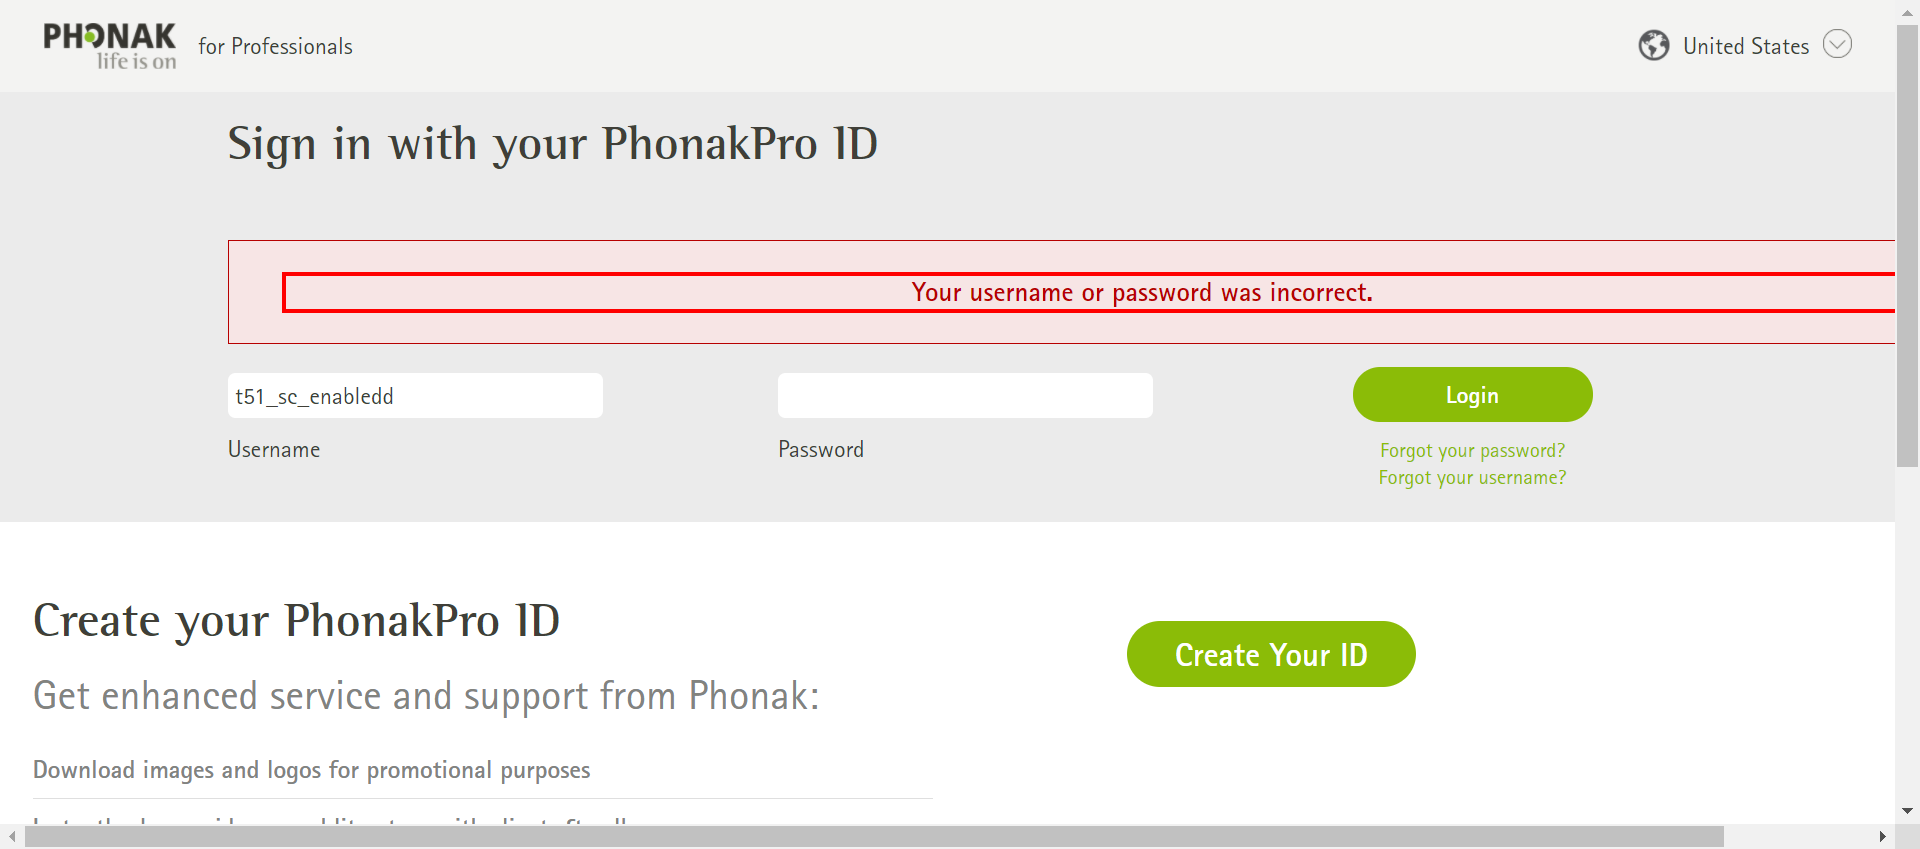 PHONAK
life is on
for Professionals
United States
Sign in with your PhonakPro ID
Your username or password was incorrect.
t51_sc_enabledd
Login
Username
Password
Forgot your password?
Forgot your username?
Create your PhonakPro ID
Create Your ID
Get enhanced service and support from Phonak:
Download images and logos for promotional purposes